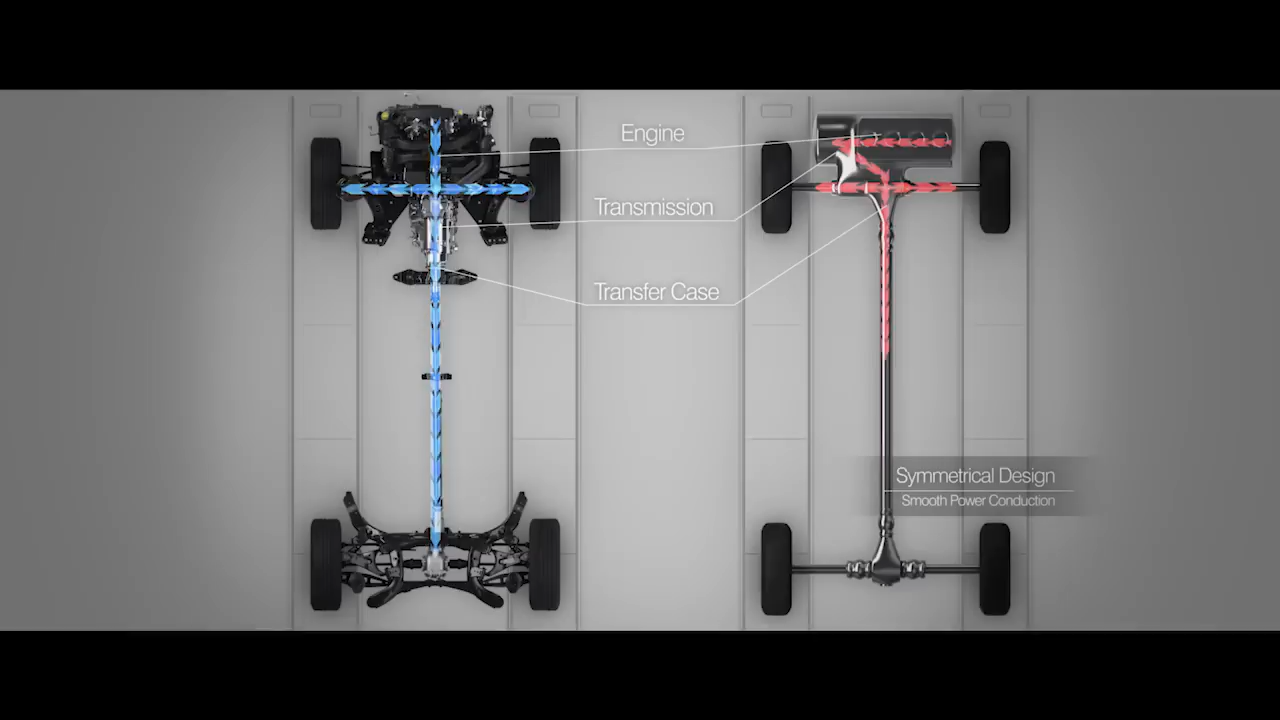 Engine
Transmission
Transfer Case
Symmetrical Design
Smooth Power Conduction